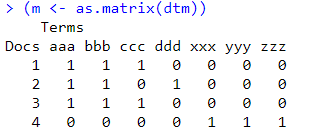 > (m <- as.matrix(dtm))
    Terms
Docs aaa bbb ccc ddd xxx yyy zzz
   1   1   1   1   0   0   0   0
   2   1   1   0   1   0   0   0
   3   1   1   1   0   0   0   0
   4   0   0   0   0   1   1   1